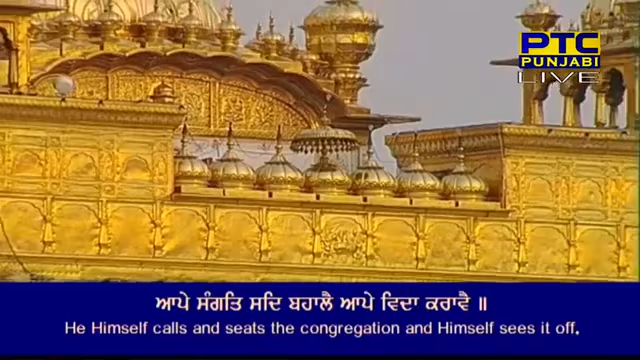 PTC
PUNJABI
LIVE
ਆਪੇ ਸੰਗਤਿ ਸਦਿ ਬਹਾਲੈ ਆਪੇ ਵਿਦਾ ਕਰਾਵੈ ॥
He Himself calls and seats the congregation and Himself sees it off.